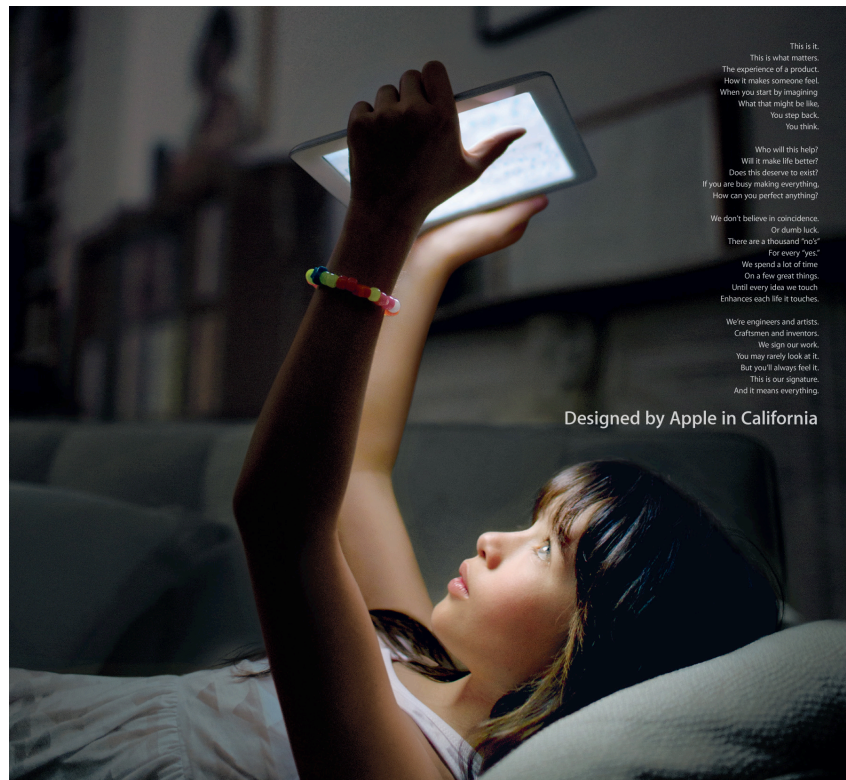 This is it.
This is what matters.
The experience of a product.
How it makes someone feel.
When you start by imagining
What that might be like,
You step back.
You think.
Who will this help?
Will it make life better?
Does this deserve to exist?
If you are busy making everything,
How can you perfect anything?
We don't believe in coincidence.
Or dumb luck.
There are a thousand “no's”
For every “yes.”
We spend a lot of time
On a few great things.
Until every idea we touch
Enhances each life it touches.
We're engineers and artists.
Craftsmen and inventors.
We sign our work.
You may rarely look at it.
But you'll always feel it.
This is our signature.
And it means everything.
Designed by Apple in California